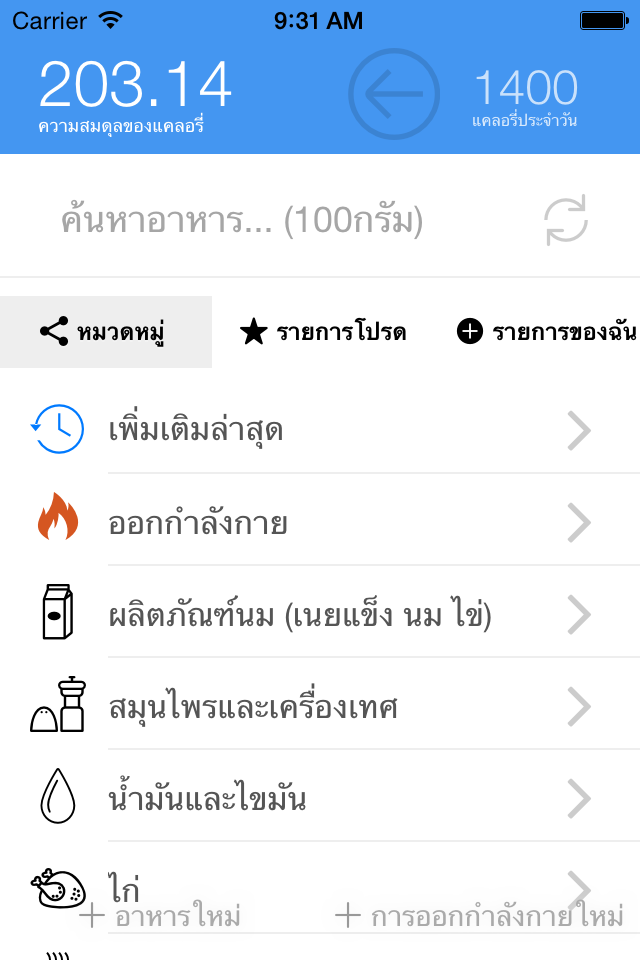 Carrier 9:31 AM
203.14 1400
ความสมดุลของแคลอรี่ แคลอรี่ประจำวัน
ค้นหาอาหาร... (100กรัม)
หมวดหมู่ รายการโปรด รายการของฉัน
เพิ่มเติมล่าสุด
ออกกำลังกาย
ผลิตภัณฑ์นม (เนยแข็ง นม ไข่)
สมุนไพรและเครื่องเทศ
น้ำมันและไขมัน
ไก่
+ อาหารใหม่ + การออกกำลังกายใหม่